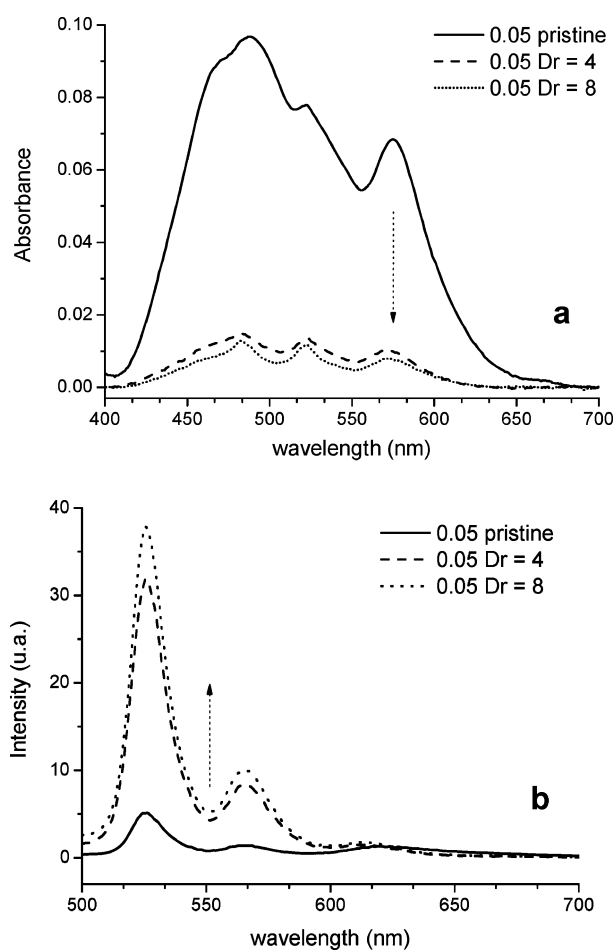 0.10
0.08
0.06
0.04
0.02
0.00
Absorbance
0.05 pristine
0.05 Dr = 4
0.05 Dr = 8
a
400 450 500 550 600 650 700
wavelength (nm)
40
30
20
10
0
Intensity (u.a.)
0.05 pristine
0.05 Dr = 4
0.05 Dr = 8
b
500 550 600 650 700
wavelength (nm)